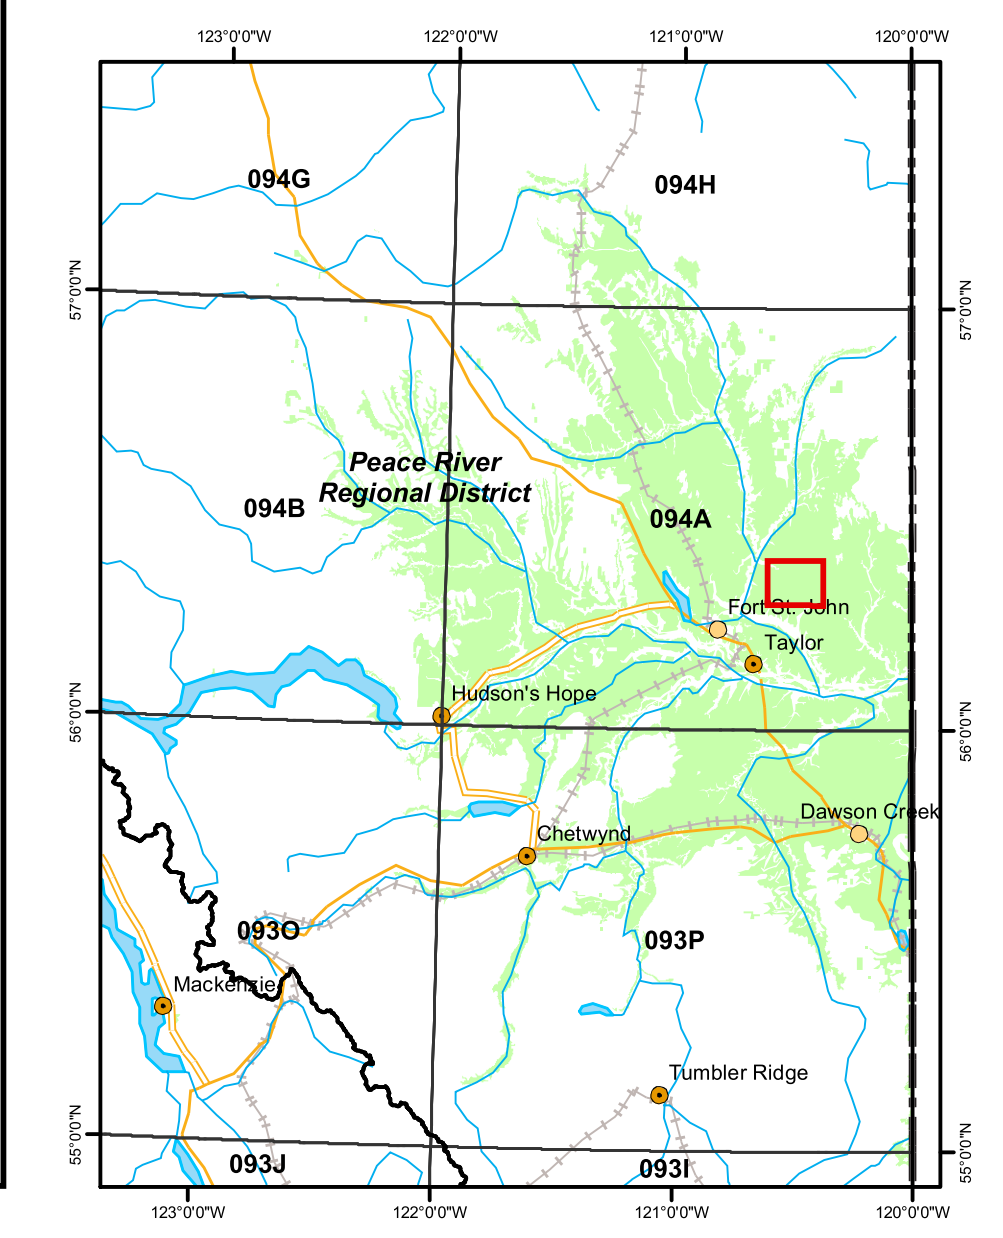 123°0'0"W 122°0'0"W 121°0'0"W 120°0'0"W
094G
094H
57°0'0"N
57°0'0"N
Peace River
Regional District
094B
094A
Fort St. John
Taylor
Hudson's Hope
56°0'0"N
56°0'0"N
Dawson Creek
Chetwynd
093O
093P
Mackenzie
Tumbler Ridge
55°0'0"N
55°0'0"N
093J
093I
123°0'0"W 122°0'0"W 121°0'0"W 120°0'0"W